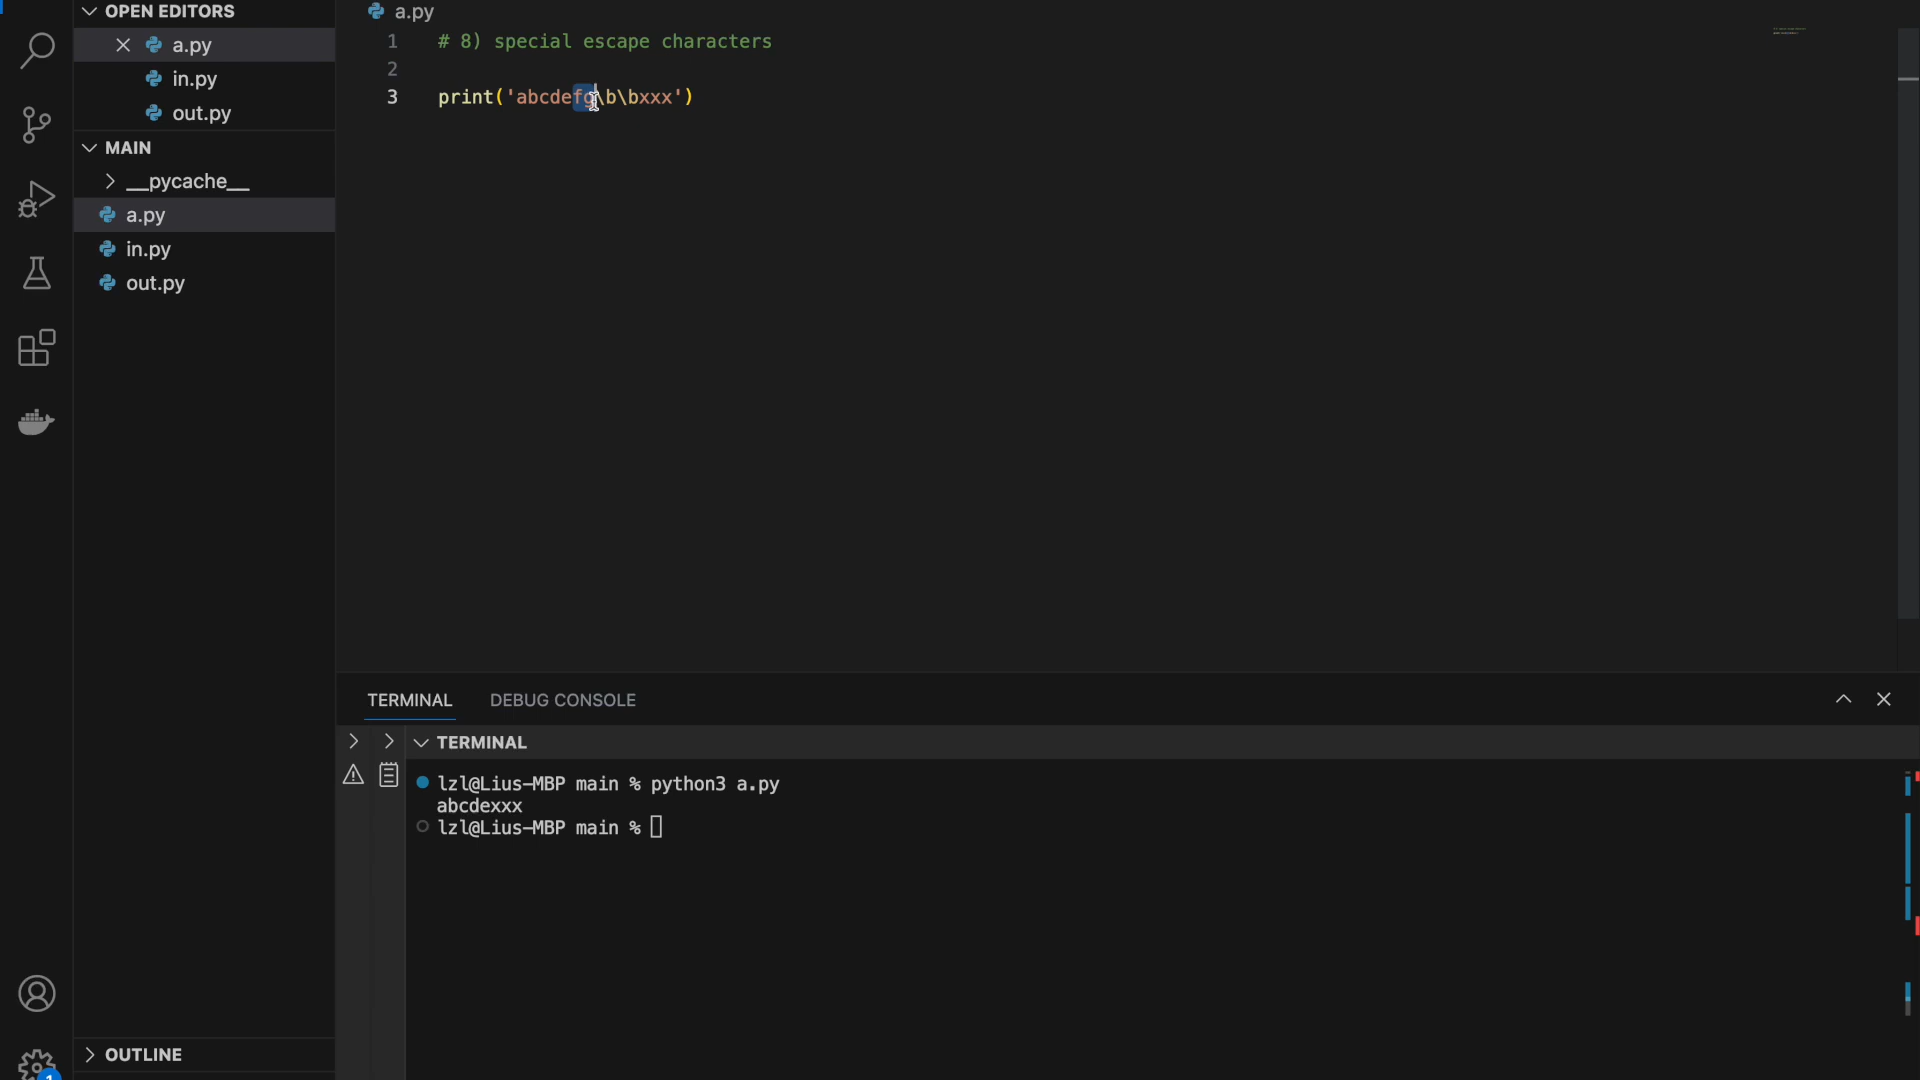 OPEN EDITORS
a.py
in.py
out.py
MAIN
__pycache__
a.py
in.py
out.py
OUTLINE
1
a.py
1 # 8) special escape characters
2
3 print('abcdefg\b\bxxx')
TERMINAL DEBUG CONSOLE
TERMINAL
lzl@Lius-MBP main % python3 a.py
abcdexxx
lzl@Lius-MBP main %